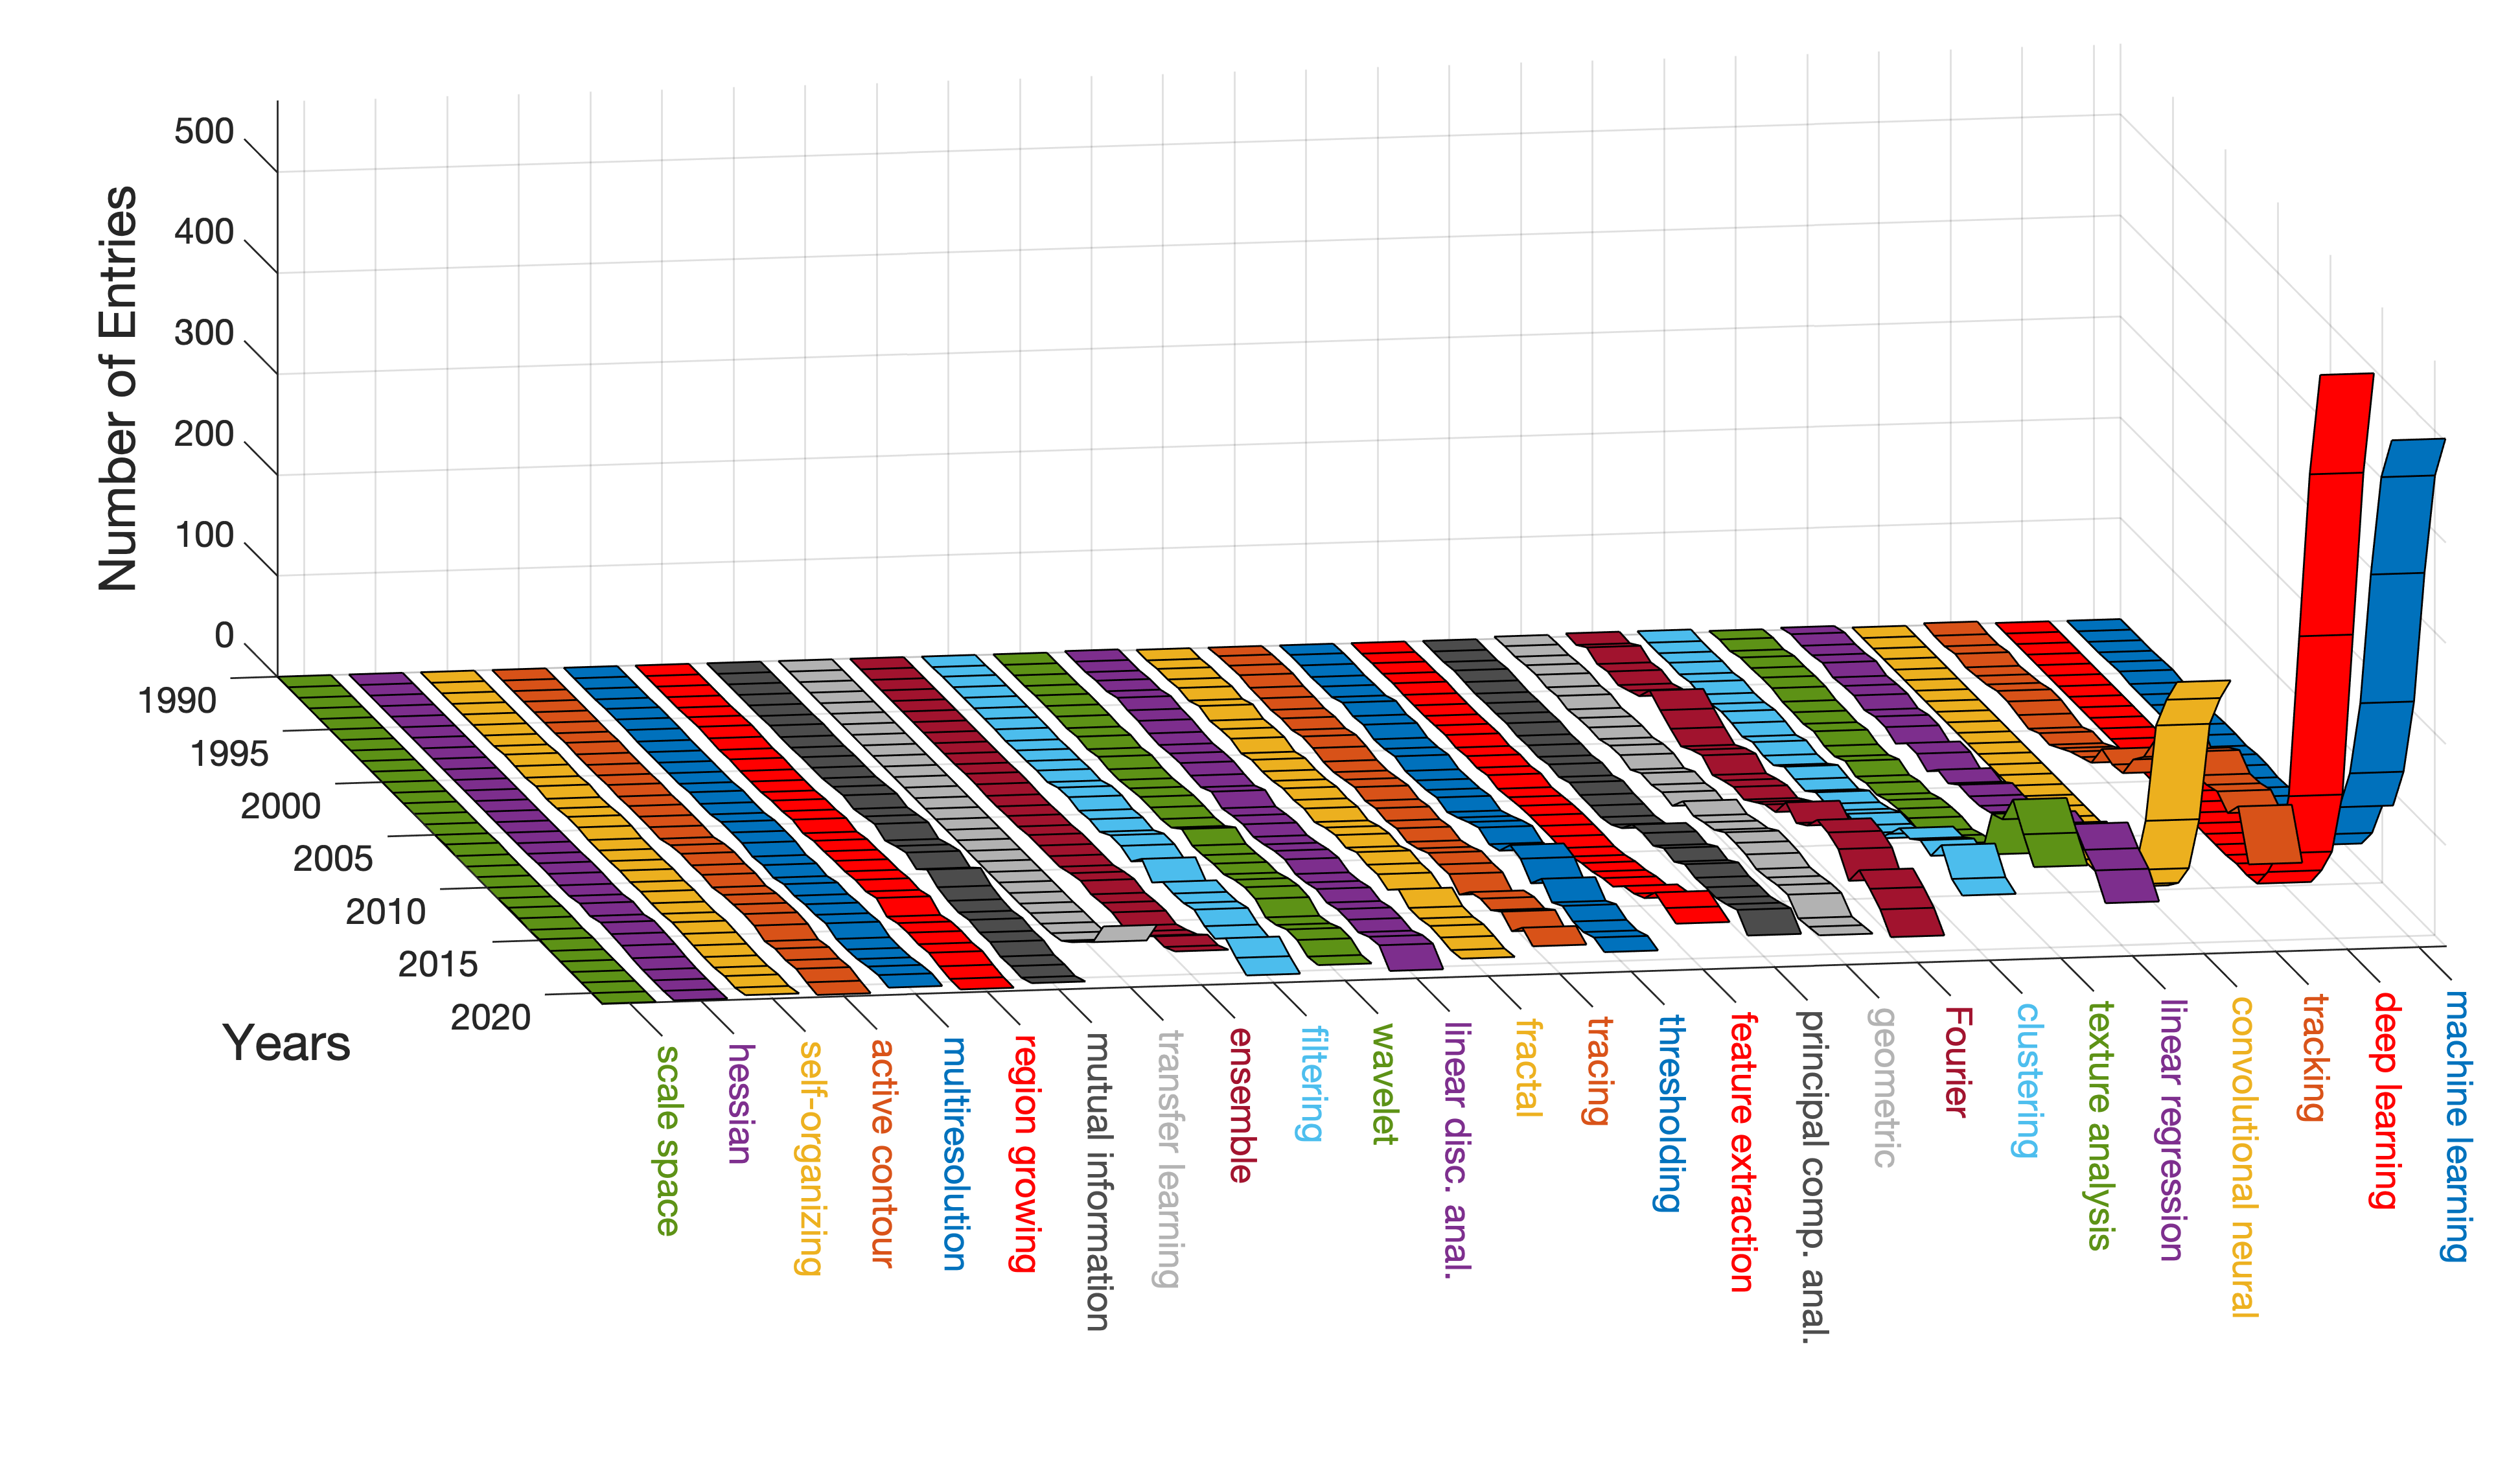 500
400
300
200
100
0
Number of Entries
1990
1995
2000
2005
2010
2015
2020
Years
scale space
hessian
self-organizing
active contour
multiresolution
region growing
mutual information
transfer learning
ensemble
filtering
wavelet
linear disc. anal.
fractal
tracing
thresholding
feature extraction
principal comp. anal.
geometric
Fourier
clustering
texture analysis
linear regression
convolutional neural
tracking
deep learning
machine learning